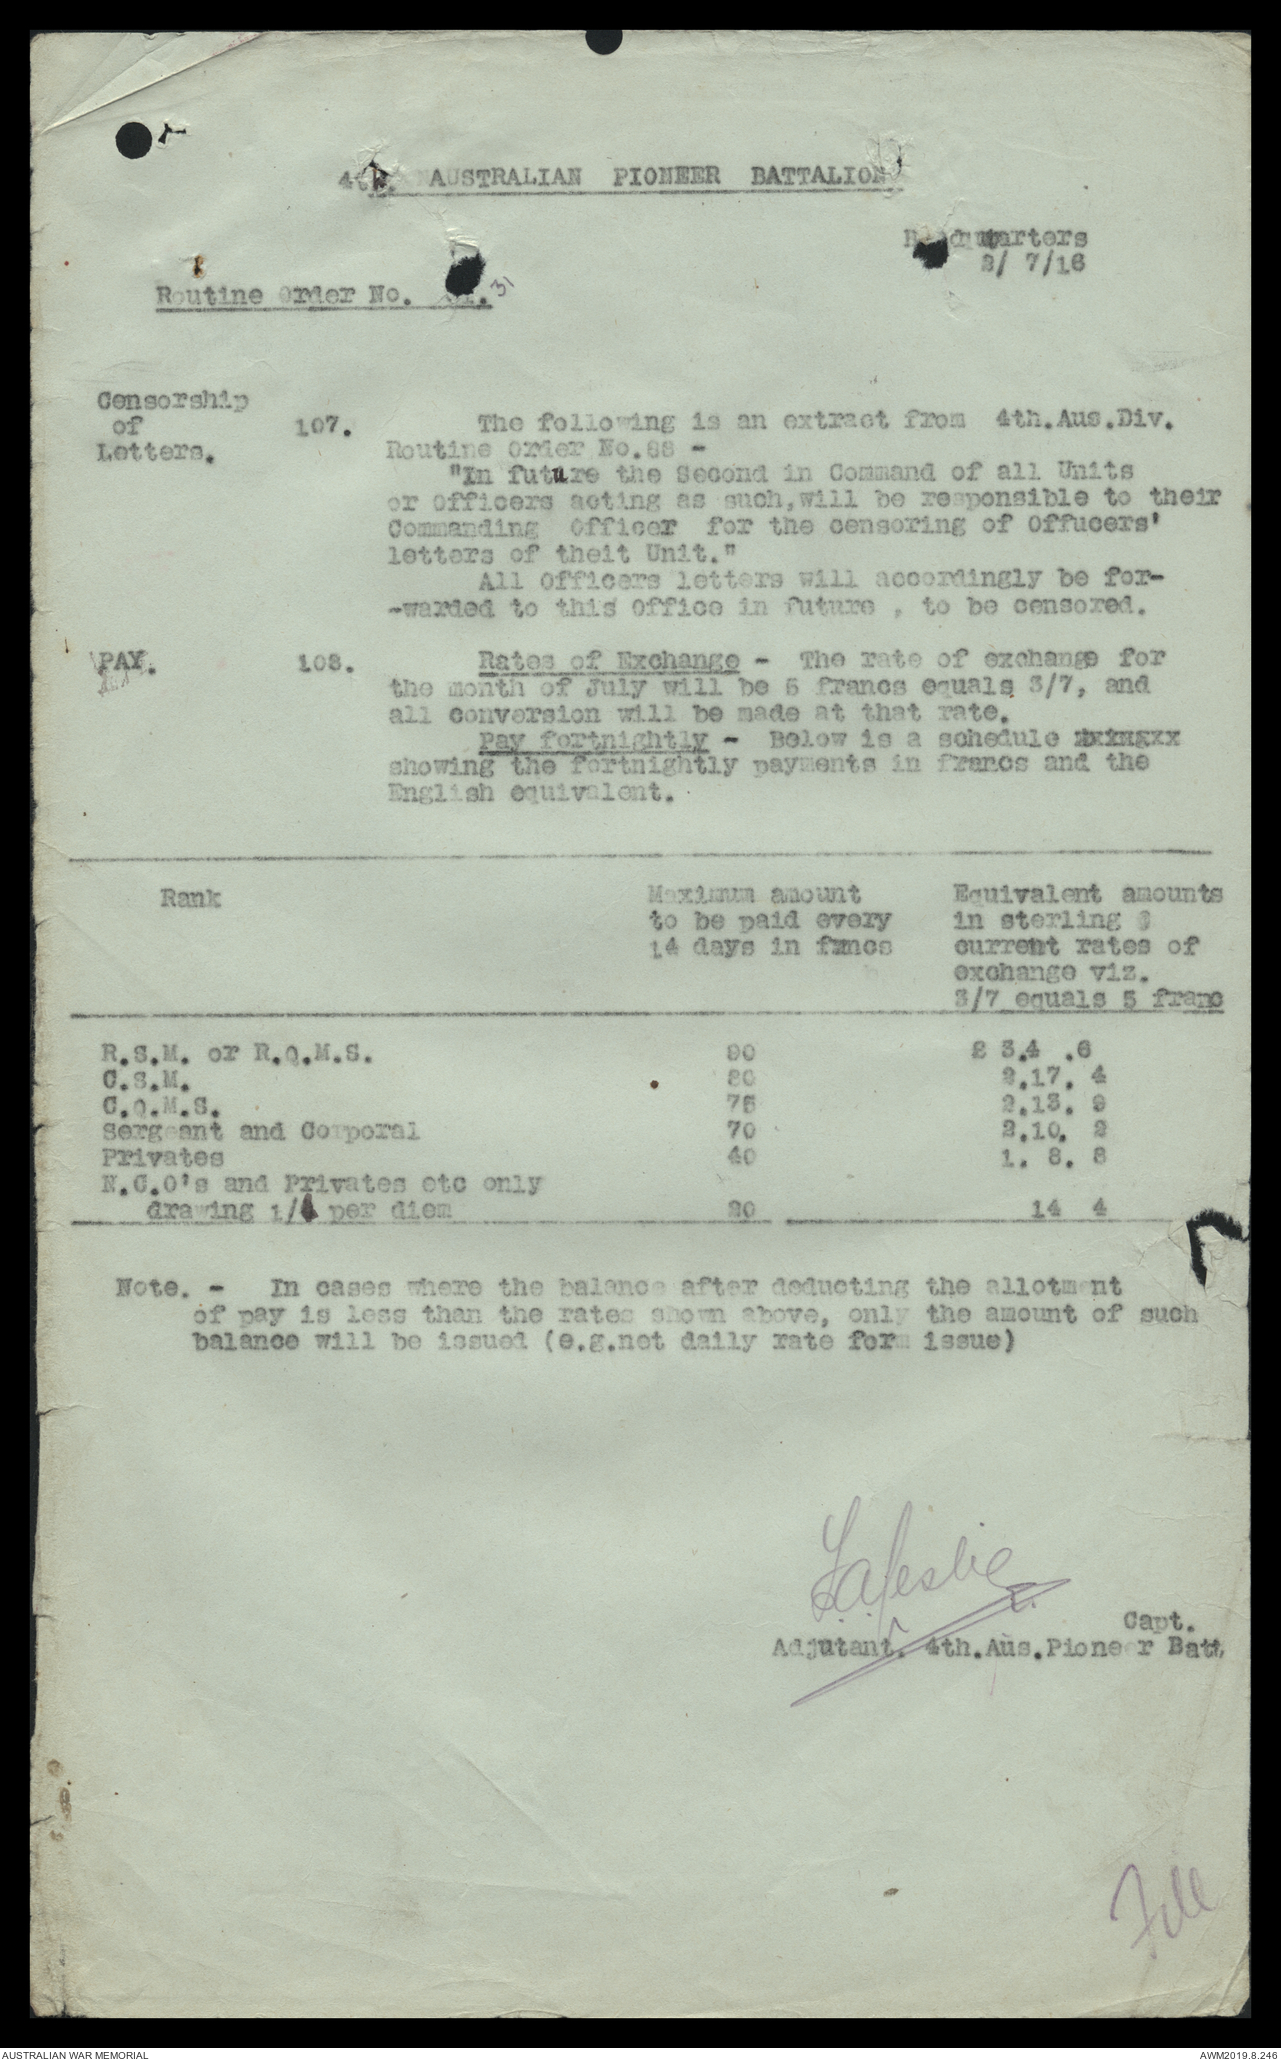 4th. AUSTRALIAN PIONEER BATTALION
Headquarters
2/ 7/16
Routine Order No. 31. 31
Censorship
of
Letters.
107. The following is an extract from 4th.Aus.Div.
Routine Order No.88 -
"In future the Second in Command of all Units
or Officers acting as such,will be responsible to their
Commanding Officer for the censoring of Offucers'
letters of theit Unit."
All Officers letters will accordingly be for-
-warded to this Office in future , to be censored.
PAY. 108. Rates of Exchange - The rate of exchange for
the month of July will be 5 francs equals 3/7, and
all conversion will be made at that rate.
Pay fortnightly - Below is a schedule
showing the fortnightly payments in francs and the
English equivalent.
Rank
Maximum amount
to be paid every
14 days in fancs
Equivalent amounts
in sterling @
current rates of
exchange viz.
3/7 equals 5 franc
R.S.M. or R.Q.M.S. 90 £ 3.4 .6
C.S.M. 80 2.17. 4
C.Q.M.S. 75 2.13. 9
Sergeant and Corporal 70 2.10. 2
Privates 40 1. 8. 8
N.C.O's and Privates etc only
drawing 1/ per diem 20 14 4
Note. - In cases where the balance after deducting the allotment
of pay is less than the rates shown above, only the amount of such
balance will be issued (e.g.net daily rate form issue)
Leslie
Capt.
Adjutant. 4th.Aus.Pioneer Batt.
File
AUSTRALIAN WAR MEMORIAL
AWM2019.8.246